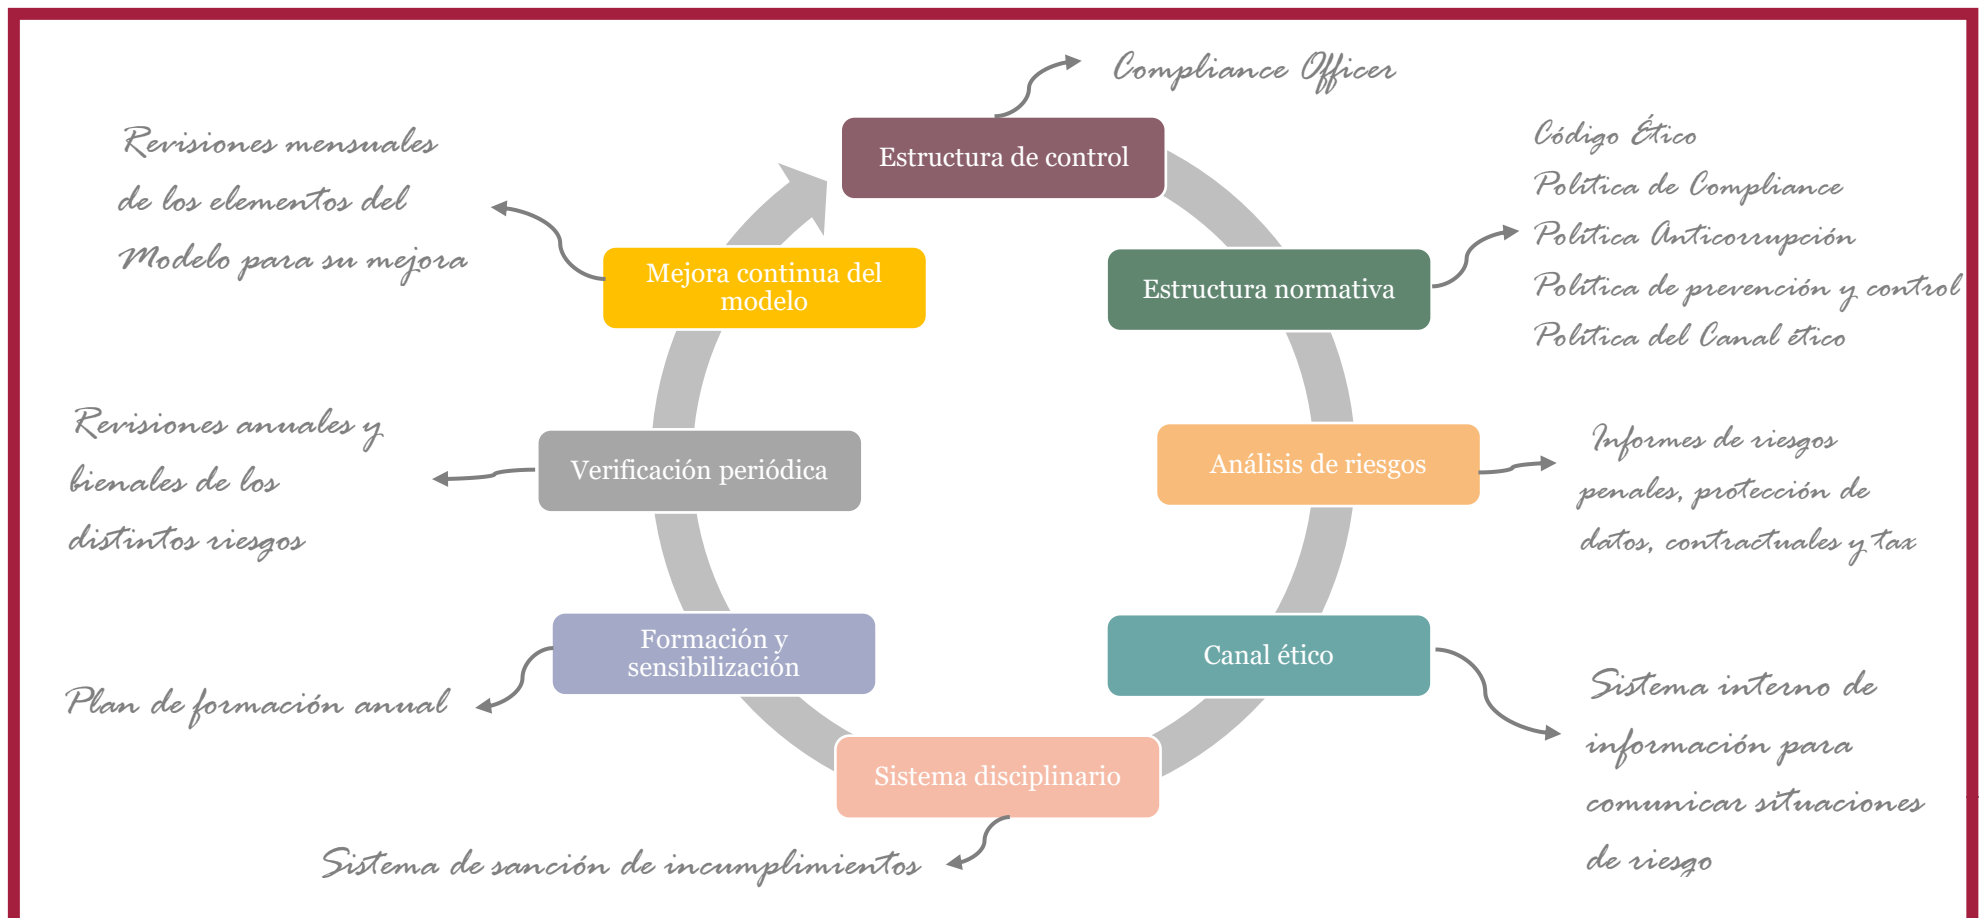 Compliance Officer
Estructura de control
Código Ético
Política de Compliance
Política Anticorrupción
Política de prevención y control
Política del Canal ético
Estructura normativa
Informes de riesgos
penales, protección de
datos, contractuales y tax
Análisis de riesgos
Canal ético
Sistema interno de
información para
comunicar situaciones
de riesgo
Sistema disciplinario
Sistema de sanción de incumplimientos
Formación y
sensibilización
Plan de formación anual
Verificación periódica
Revisiones anuales y
bienales de los
distintos riesgos
Mejora continua del
modelo
Revisiones mensuales
de los elementos del
Modelo para su mejora